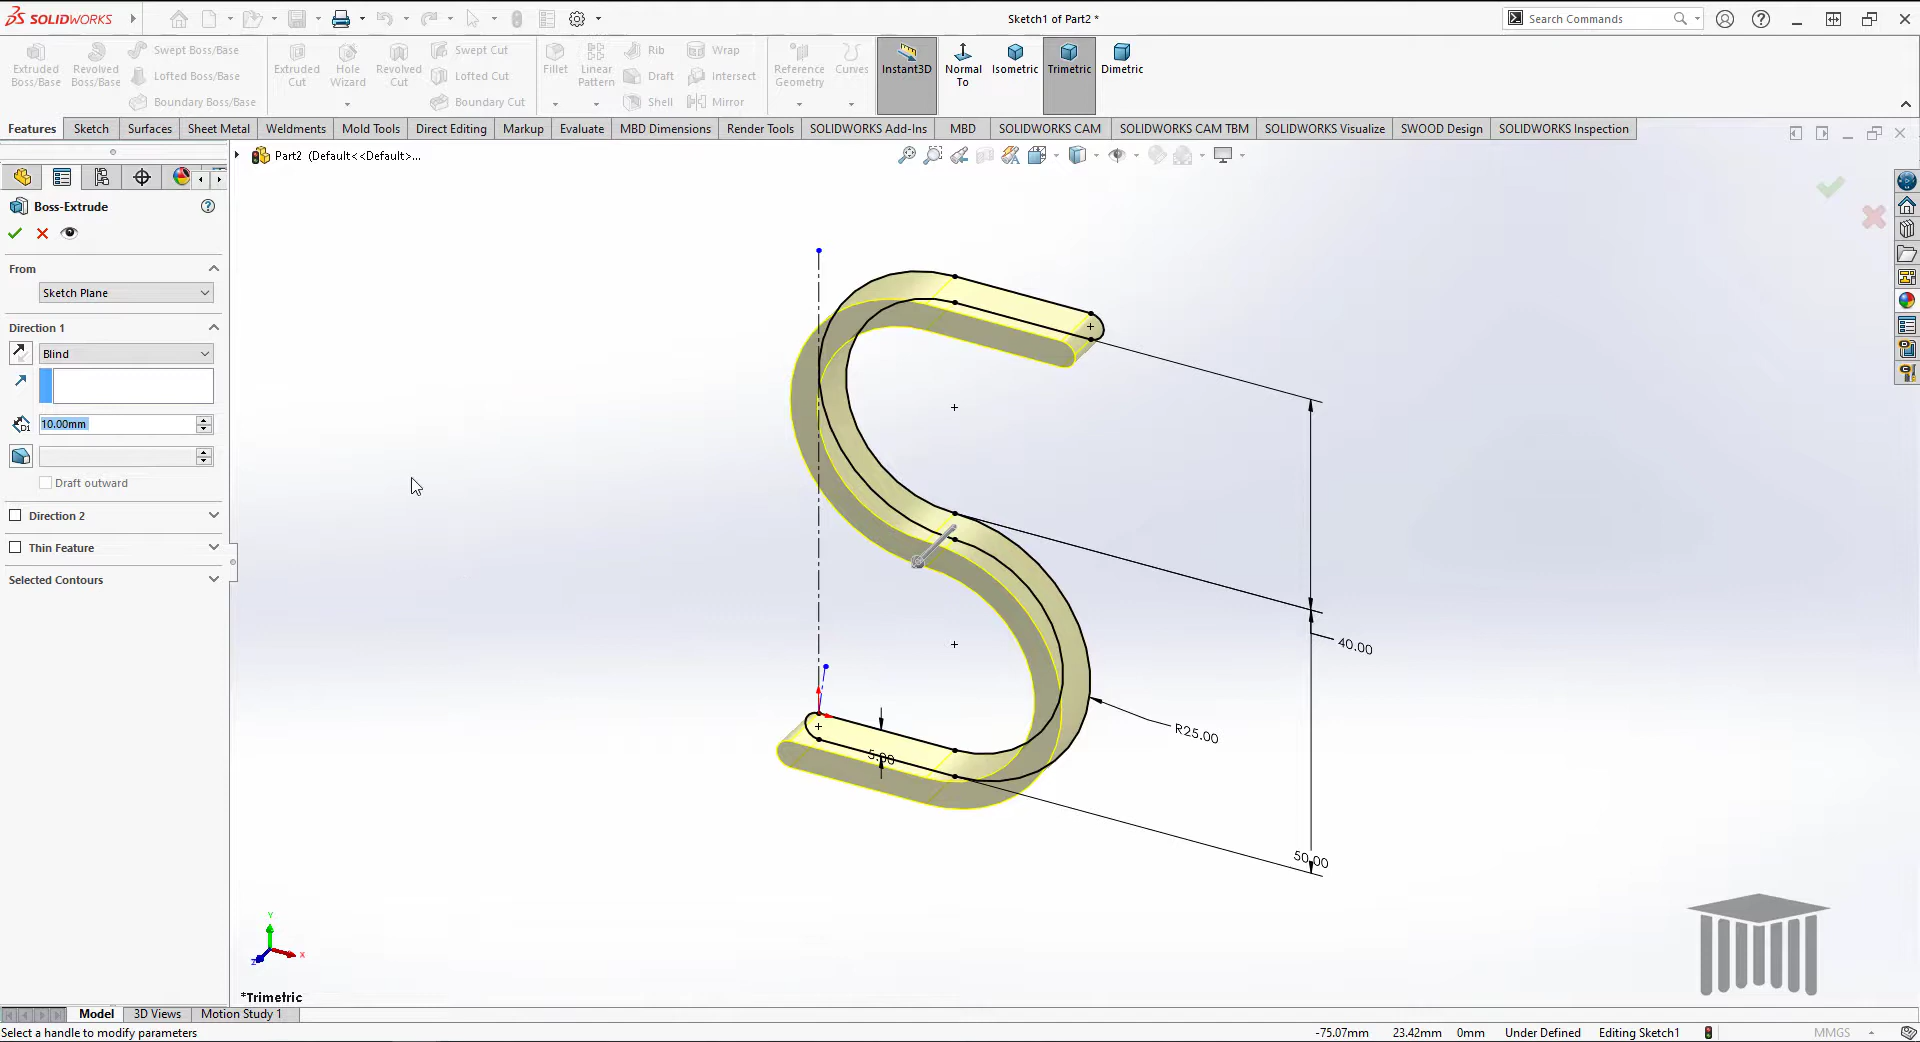 SOLIDWORKS
Sketch1 of Part2 *
Search Commands
Extruded Boss/Base
Revolved Boss/Base
Swept Boss/Base
Lofted Boss/Base
Boundary Boss/Base
Extruded Cut
Hole Wizard
Revolved Cut
Swept Cut
Lofted Cut
Boundary Cut
Fillet
Linear Pattern
Rib
Draft
Shell
Wrap
Intersect
Mirror
Reference Geometry
Curves
Instant3D
Normal To
Isometric
Trimetric
Dimetric
Features
Sketch
Surfaces
Sheet Metal
Weldments
Mold Tools
Direct Editing
Markup
Evaluate
MBD Dimensions
Render Tools
SOLIDWORKS Add-Ins
MBD
SOLIDWORKS CAM
SOLIDWORKS CAM TBM
SOLIDWORKS Visualize
SWOOD Design
SOLIDWORKS Inspection
Part2 (Default<<Default>...
Boss-Extrude
From
Sketch Plane
Direction 1
Blind
D1
10.00mm
Draft outward
Direction 2
Thin Feature
Selected Contours
40.00
R25.00
5.00
50.00
Y
X
Z
*Trimetric
Model
3D Views
Motion Study 1
Select a handle to modify parameters
-75.07mm
23.42mm
0mm
Under Defined
Editing Sketch1
MMGS